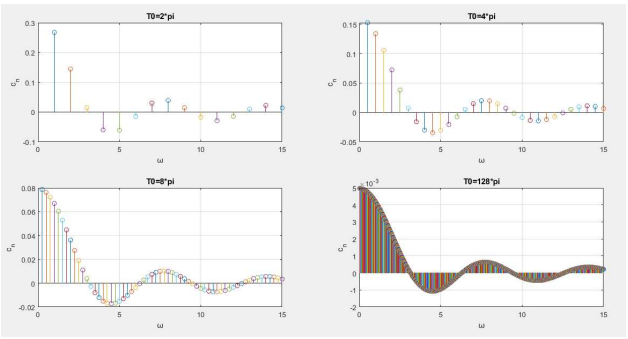 T0=2*pi
0.3
0.2
0.1
0
-0.1
c_n
0 5 10 15
ω
T0=4*pi
0.15
0.1
0.05
0
-0.05
c_n
0 5 10 15
ω
T0=8*pi
0.08
0.06
0.04
0.02
0
-0.02
c_n
0 5 10 15
ω
T0=128*pi
×10⁻³
5
4
3
2
1
0
-1
-2
c_n
0 5 10 15
ω